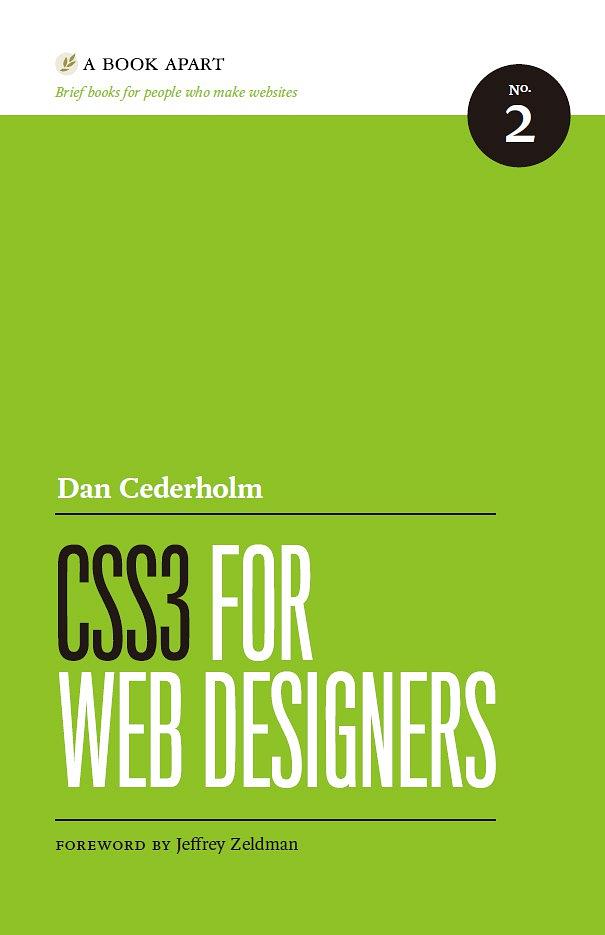 A BOOK APART
Brief books for people who make websites
No.
2
Dan Cederholm
CSS3 FOR
WEB DESIGNERS
FOREWORD BY Jeffrey Zeldman